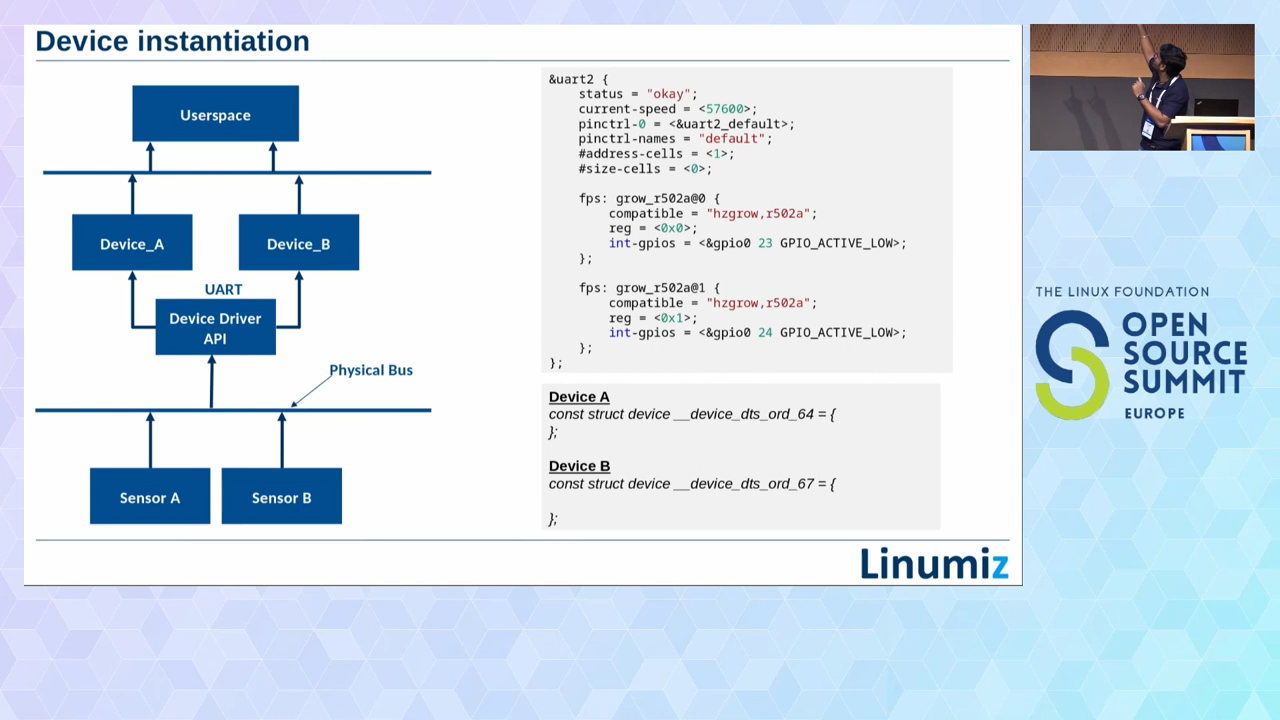 Device instantiation
Userspace
Device_A
Device_B
UART
Device Driver
API
Physical Bus
Sensor A
Sensor B
&uart2 {
    status = "okay";
    current-speed = <57600>;
    pinctrl-0 = <&uart2_default>;
    pinctrl-names = "default";
    #address-cells = <1>;
    #size-cells = <0>;

    fps: grow_r502a@0 {
        compatible = "hzgrow,r502a";
        reg = <0x0>;
        int-gpios = <&gpio0 23 GPIO_ACTIVE_LOW>;
    };

    fps: grow_r502a@1 {
        compatible = "hzgrow,r502a";
        reg = <0x1>;
        int-gpios = <&gpio0 24 GPIO_ACTIVE_LOW>;
    };
};
Device A
const struct device __device_dts_ord_64 = {
};
Device B
const struct device __device_dts_ord_67 = {
};
Linumiz
THE LINUX FOUNDATION
OPEN
SOURCE
SUMMIT
EUROPE